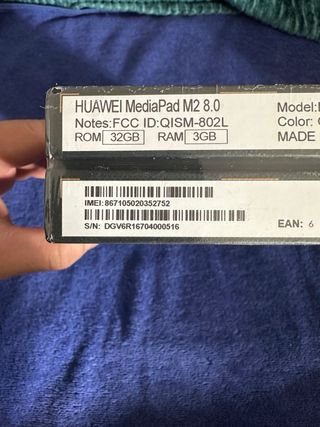 HUAWEI MediaPad M2 8.0 Model:
Notes:FCC ID:QISM-802L Color:
ROM 32GB RAM 3GB MADE
IMEI:867105020352752
S/N: DGV6R16704000516 EAN: 6